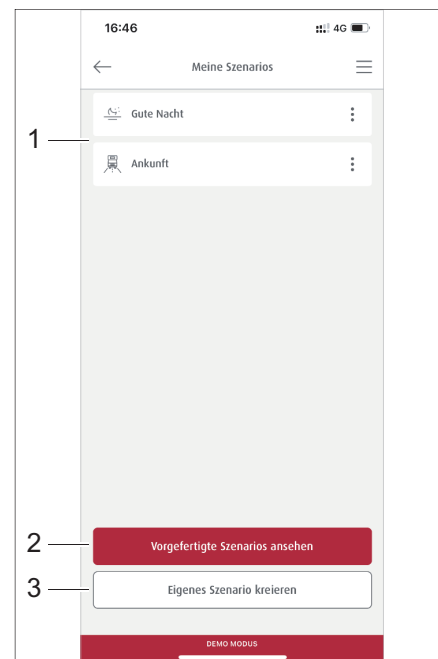 16:46
4G
Meine Szenarios
Gute Nacht
1
Ankunft
2
Vorgefertigte Szenarios ansehen
3
Eigenes Szenario kreieren
DEMO MODUS